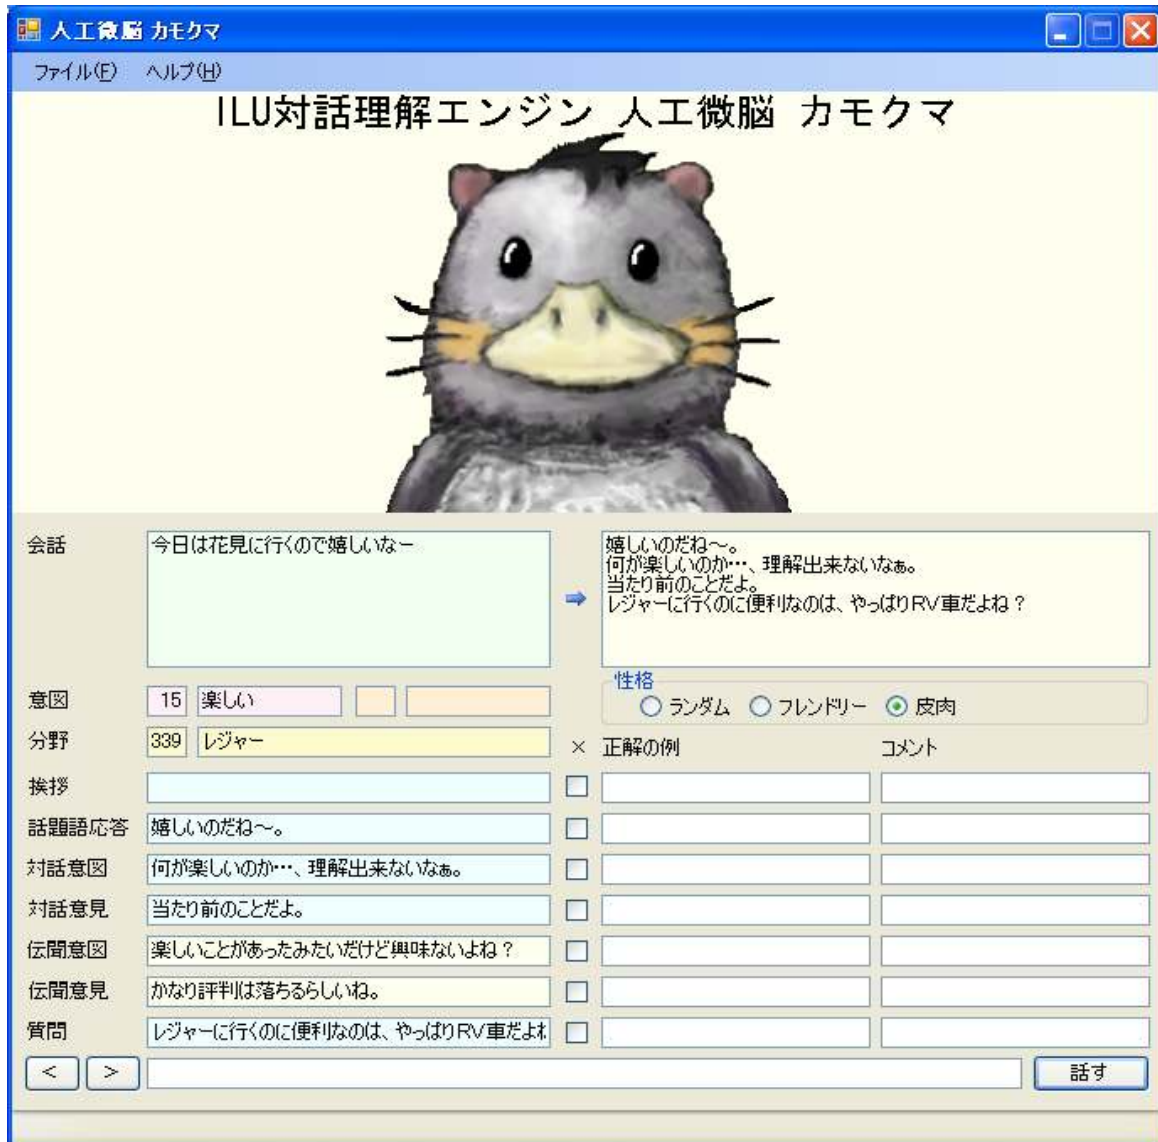 人工微脳 カモクマ
ファイル(F) ヘルプ(H)
ILU対話理解エンジン 人工微脳 カモクマ
会話
今日は花見に行くので嬉しいなー
嬉しいのだね～。
何が楽しいのか…、理解出来ないなぁ。
当たり前のことだよ。
レジャーに行くのに便利なのは、やっぱりRV車だよね？
性格
ランダム フレンドリー 皮肉
意図 15 楽しい
分野 339 レジャー
× 正解の例 コメント
挨拶
話題語応答 嬉しいのだね～。
対話意図 何が楽しいのか…、理解出来ないなぁ。
対話意見 当たり前のことだよ。
伝聞意図 楽しいことがあったみたいだけど興味ないよね？
伝聞意見 かなり評判は落ちるらしいね。
質問 レジャーに行くのに便利なのは、やっぱりRV車だよね
< > 話す